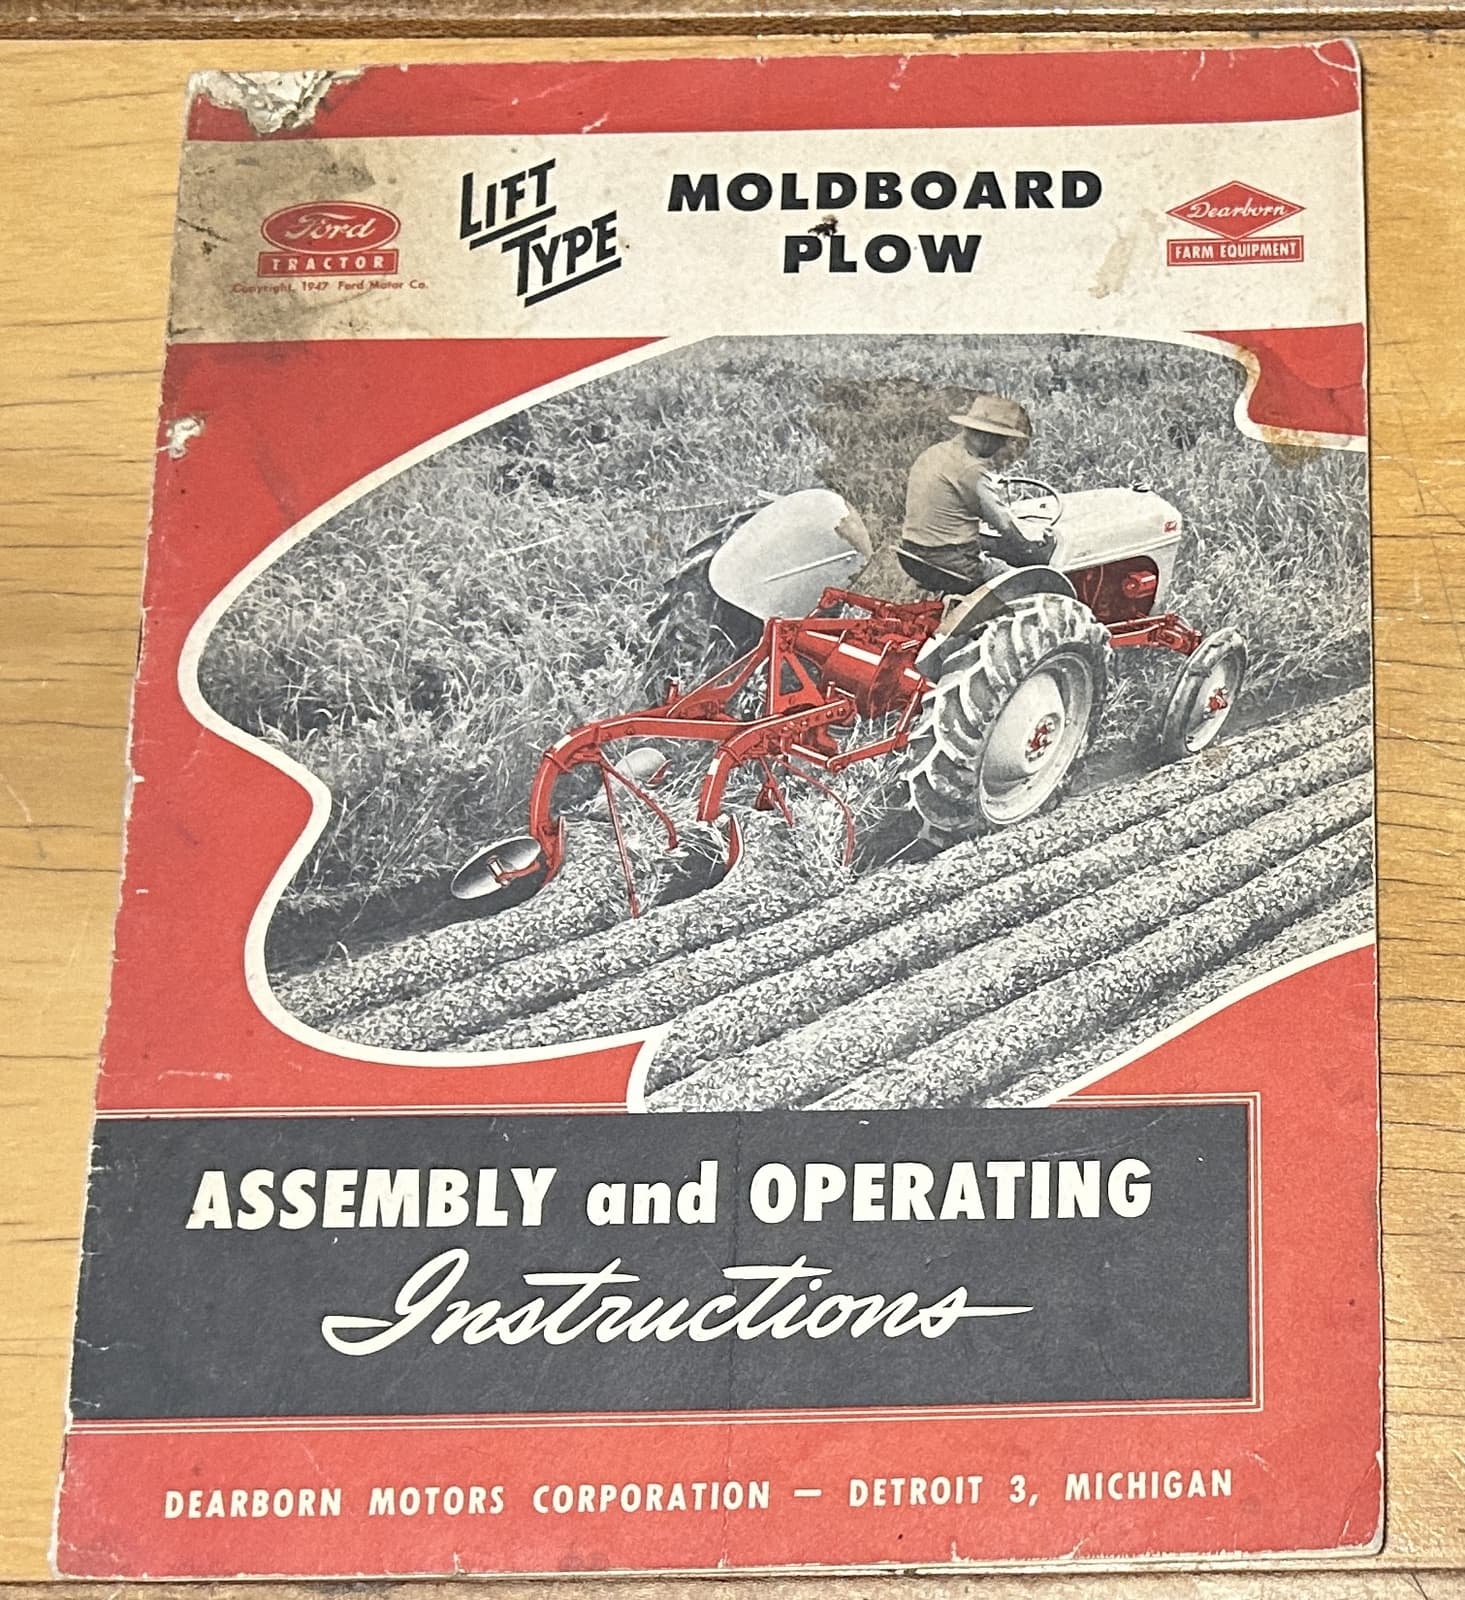 Ford
TRACTOR
Copyright, 1947 Ford Motor Co.
LIFT
TYPE
MOLDBOARD
PLOW
Dearborn
FARM EQUIPMENT
Ford
ASSEMBLY and OPERATING
Instructions
DEARBORN MOTORS CORPORATION — DETROIT 3, MICHIGAN